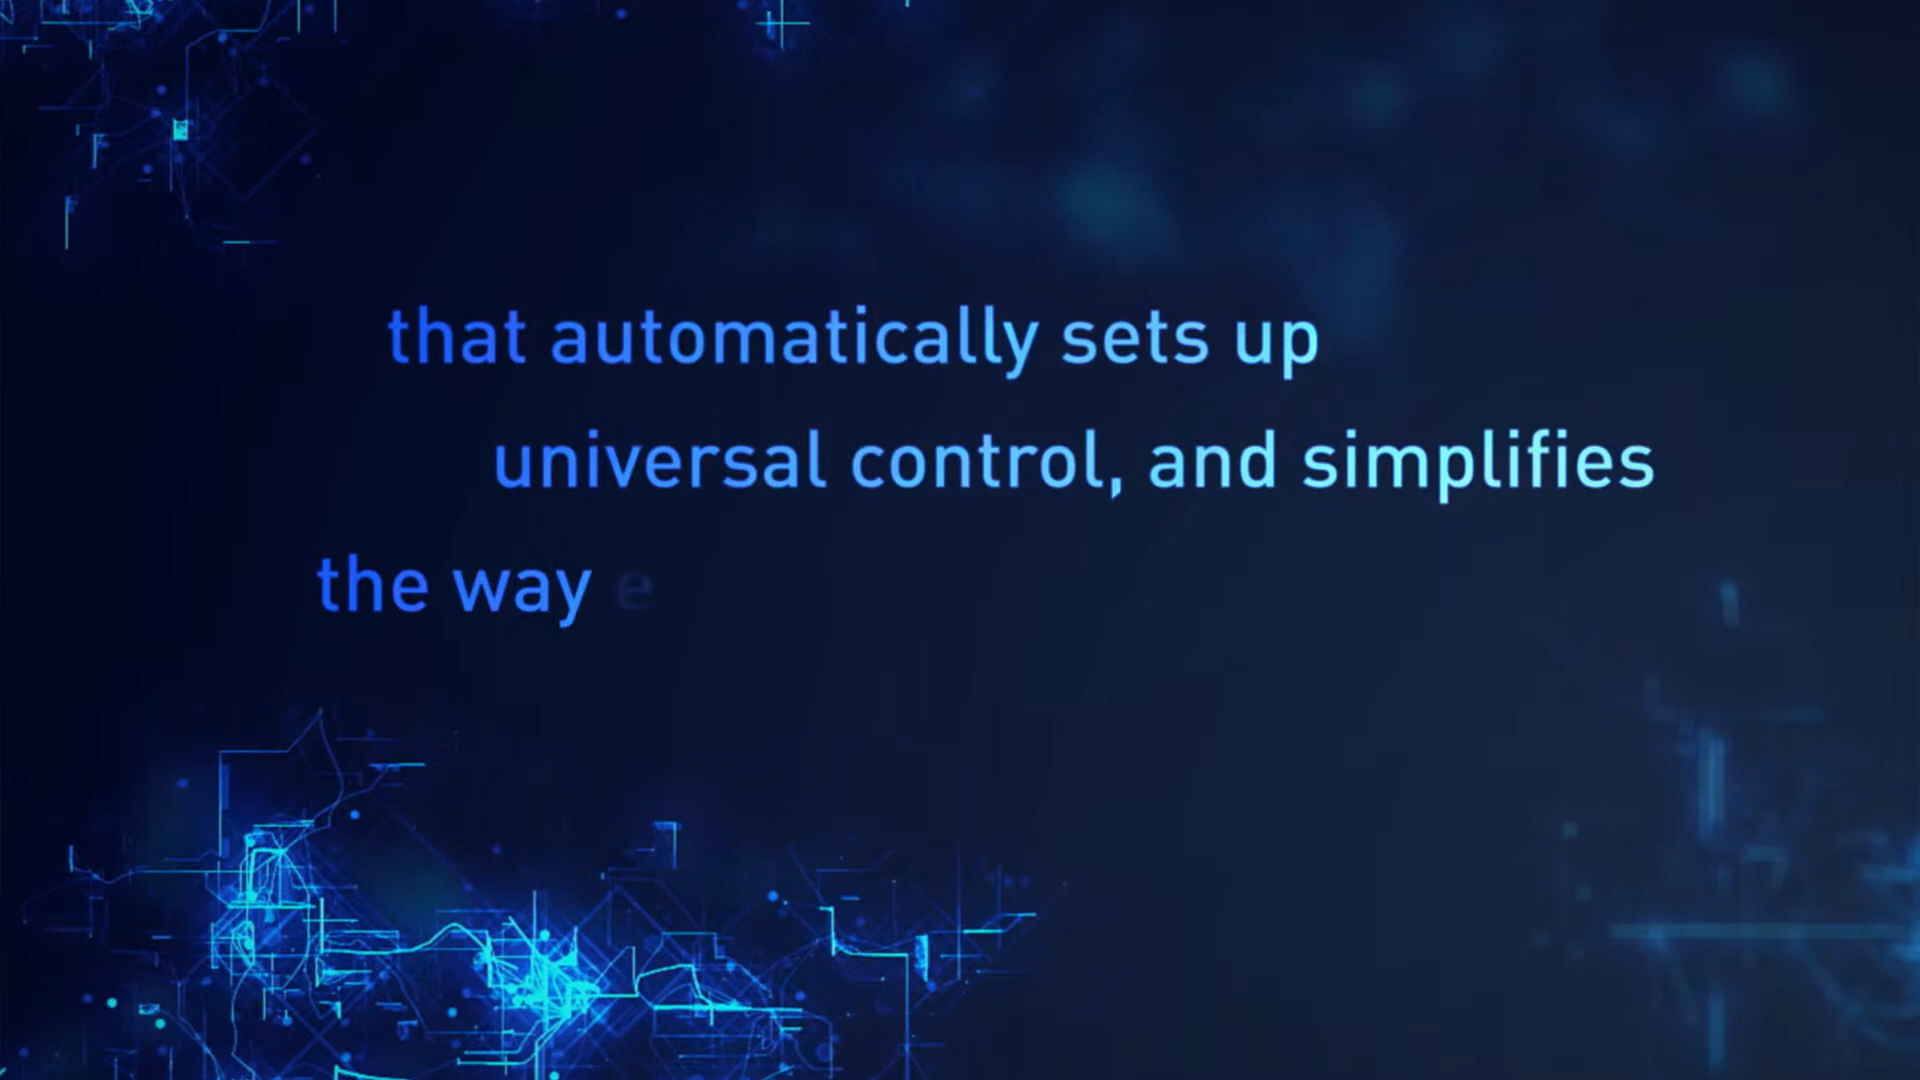 that automatically sets up
universal control, and simplifies
the way e